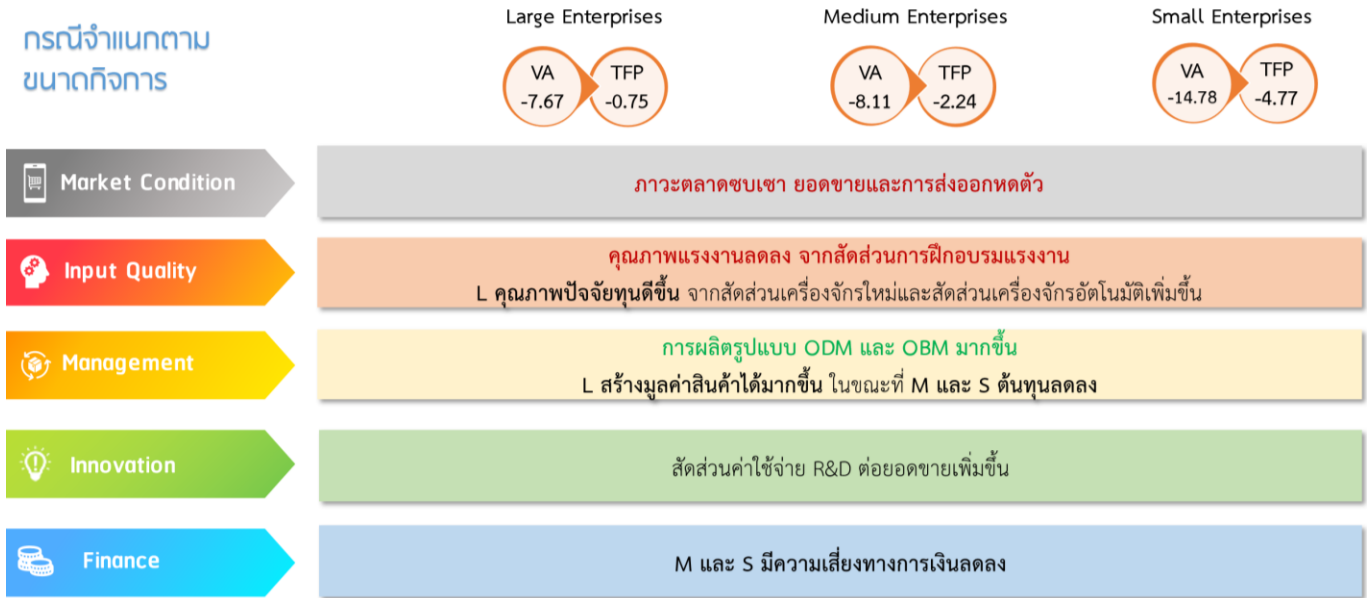 กรณีจำแนกตาม
ขนาดกิจการ
Large Enterprises
VA
-7.67
TFP
-0.75
Medium Enterprises
VA
-8.11
TFP
-2.24
Small Enterprises
VA
-14.78
TFP
-4.77
Market Condition
ภาวะตลาดซบเซา ยอดขายและการส่งออกหดตัว
Input Quality
คุณภาพแรงงานลดลง จากสัดส่วนการฝึกอบรมแรงงาน
L คุณภาพปัจจัยทุนดีขึ้น จากสัดส่วนเครื่องจักรใหม่และสัดส่วนเครื่องจักรอัตโนมัติเพิ่มขึ้น
Management
การผลิตรูปแบบ ODM และ OBM มากขึ้น
L สร้างมูลค่าสินค้าได้มากขึ้น ในขณะที่ M และ S ต้นทุนลดลง
Innovation
สัดส่วนค่าใช้จ่าย R&D ต่อยอดขายเพิ่มขึ้น
Finance
M และ S มีความเสี่ยงทางการเงินลดลง